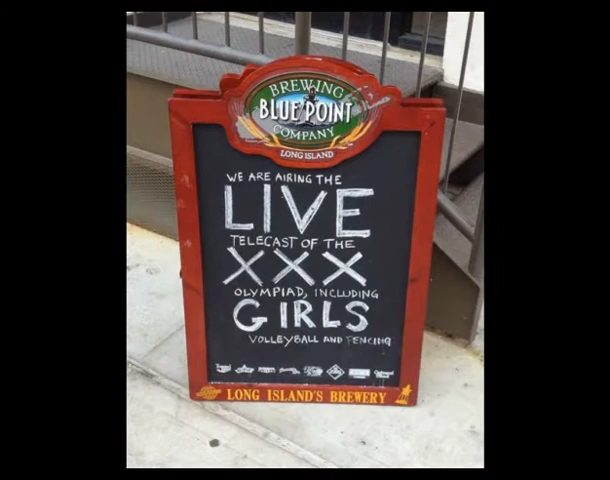 BREWING
BLUE POINT
COMPANY
LONG ISLAND
WE ARE AIRING THE
LIVE
TELECAST OF THE
XXX
OLYMPIAD, INCLUDING
GIRLS
VOLLEYBALL AND FENCING
LONG ISLAND'S BREWERY